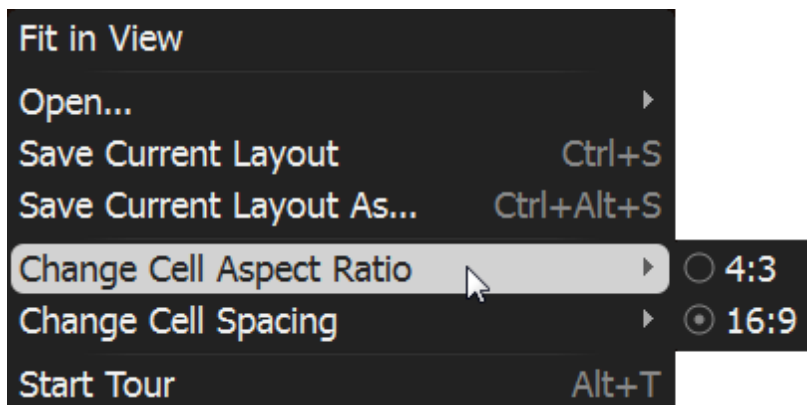 Fit in View
Open...
Save Current Layout Ctrl+S
Save Current Layout As... Ctrl+Alt+S
Change Cell Aspect Ratio 4:3
Change Cell Spacing 16:9
Start Tour Alt+T